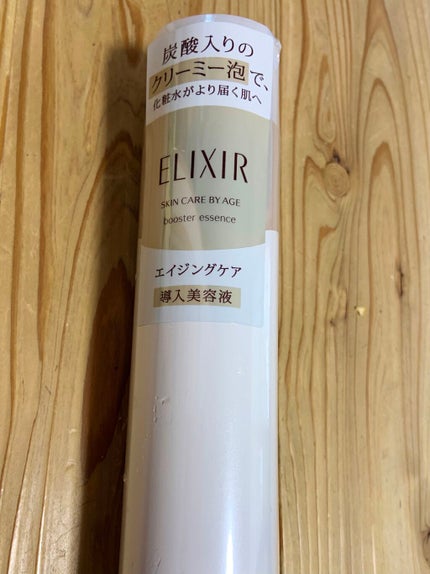 炭酸入りの
クリーミー泡で、
化粧水がより届く肌へ
ELIXIR
SKIN CARE BY AGE
booster essence
エイジングケア
導入美容液